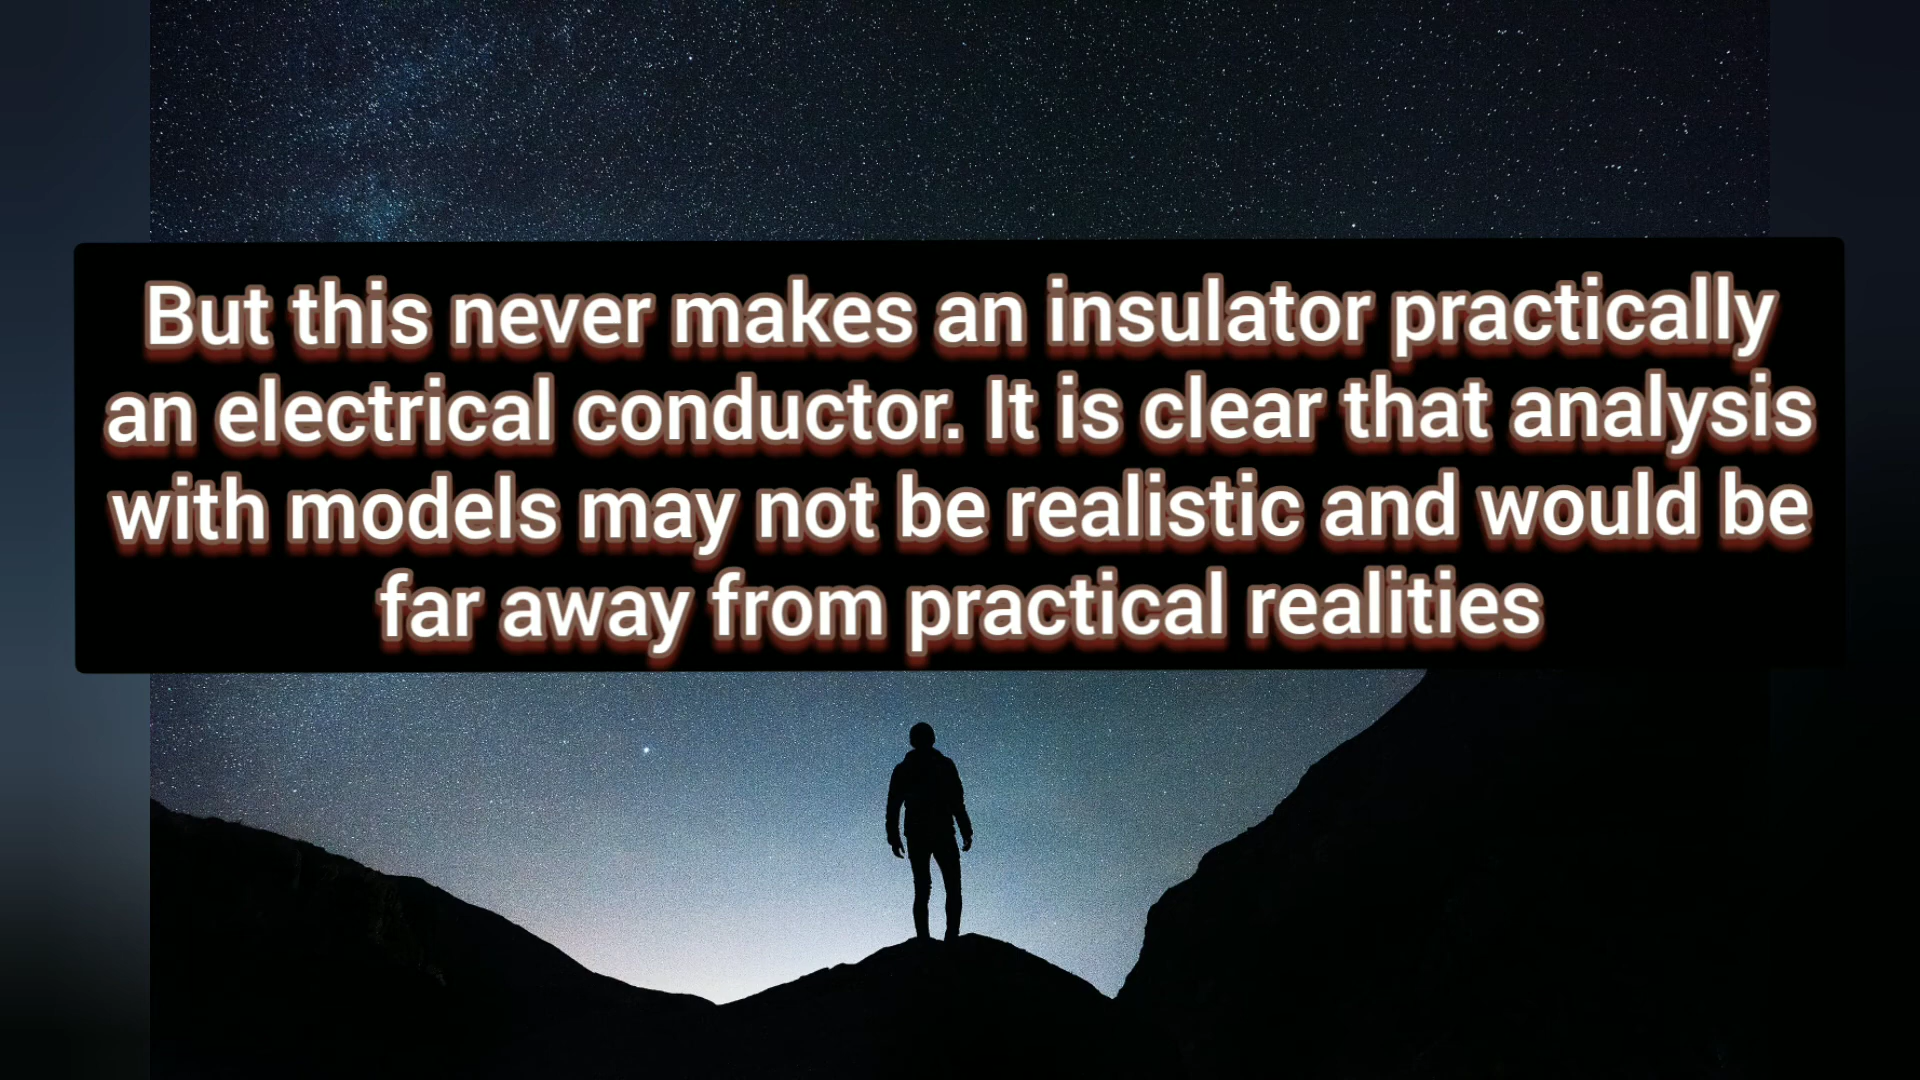 But this never makes an insulator practically
an electrical conductor. It is clear that analysis
with models may not be realistic and would be
far away from practical realities